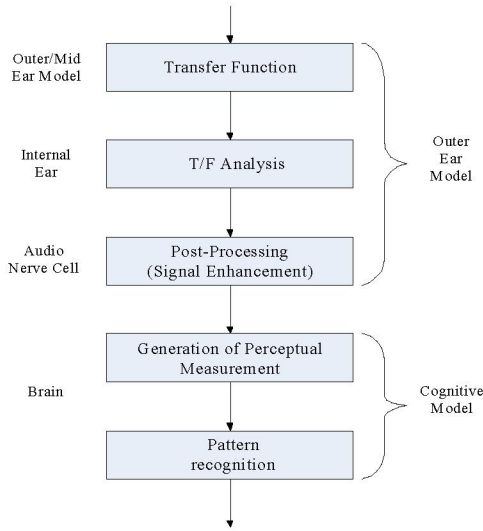 Outer/Mid
Ear Model
Transfer Function
Internal
Ear
T/F Analysis
Outer
Ear
Model
Audio
Nerve Cell
Post-Processing
(Signal Enhancement)
Generation of Perceptual
Measurement
Brain
Cognitive
Model
Pattern
recognition